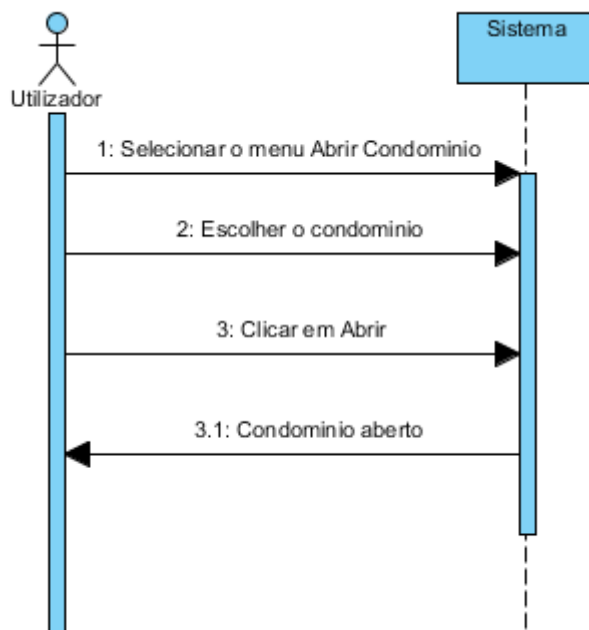 Sistema
Utilizador
1: Selecionar o menu Abrir Condominio
2: Escolher o condominio
3: Clicar em Abrir
3.1: Condominio aberto